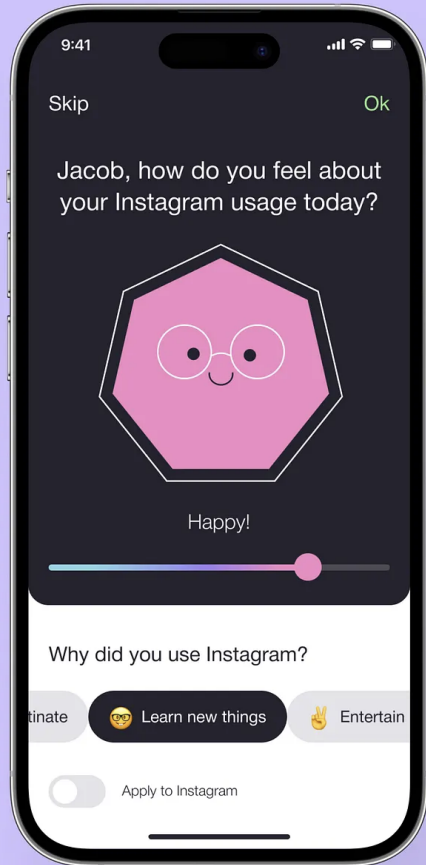 9:41
Skip
Ok
Jacob, how do you feel about
your Instagram usage today?
Happy!
Why did you use Instagram?
tinate
Learn new things
Entertain
Apply to Instagram